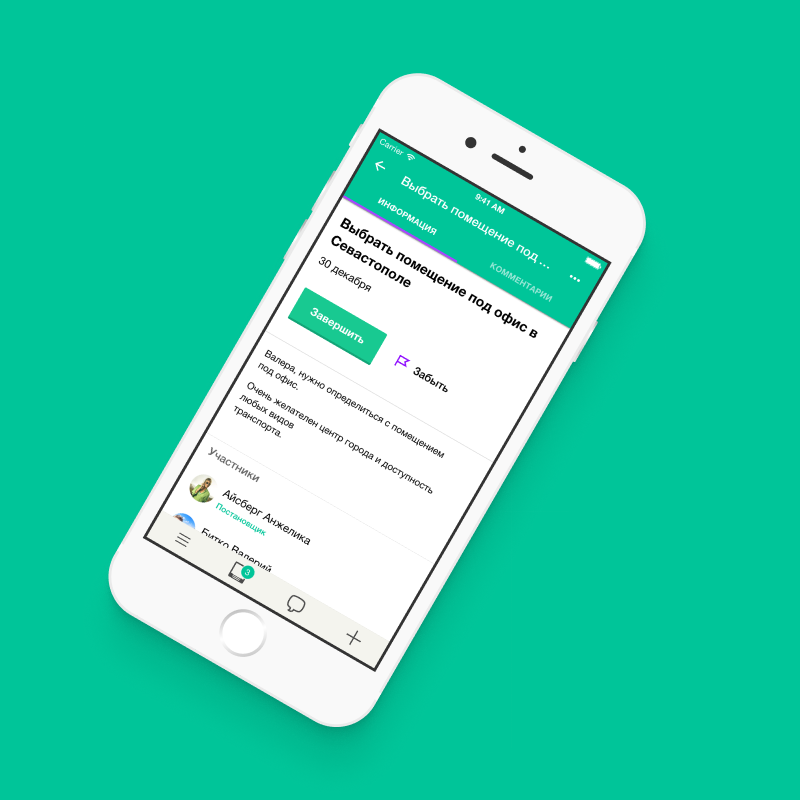 Carrier
9:41 AM
Выбрать помещение под ...
ИНФОРМАЦИЯ
КОММЕНТАРИИ
Выбрать помещение под офис в
Севастополе
30 декабря
Завершить
Забыть
Валера, нужно определиться с помещением
под офис.
Очень желателен центр города и доступность
любых видов
транспорта.
Участники
Айсберг Анжелика
Постановщик
Битко Валерий
3